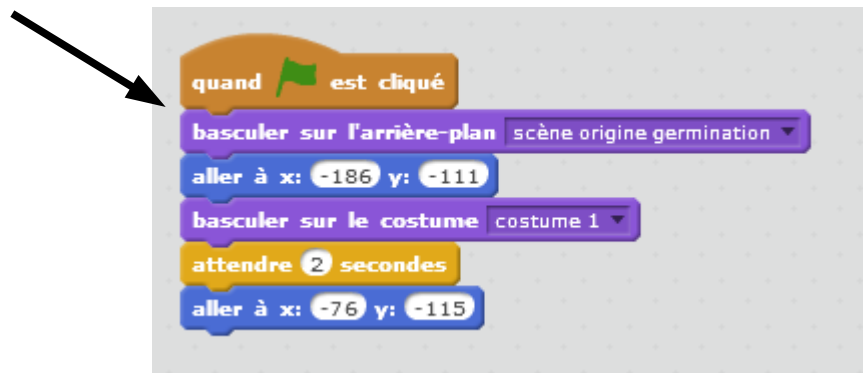 quand est cliqué
basculer sur l'arrière-plan scène origine germination
aller à x: -186 y: -111
basculer sur le costume costume 1
attendre 2 secondes
aller à x: -76 y: -115